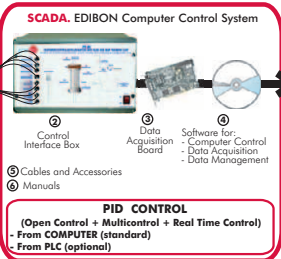 SCADA. EDIBON Computer Control System
②
Control
Interface Box
③
Data
Acquisition
Board
④
Software for:
- Computer Control
- Data Acquisition
- Data Management
⑤ Cables and Accessories
⑥ Manuals
PID CONTROL
(Open Control + Multicontrol + Real Time Control)
- From COMPUTER (standard)
- From PLC (optional)